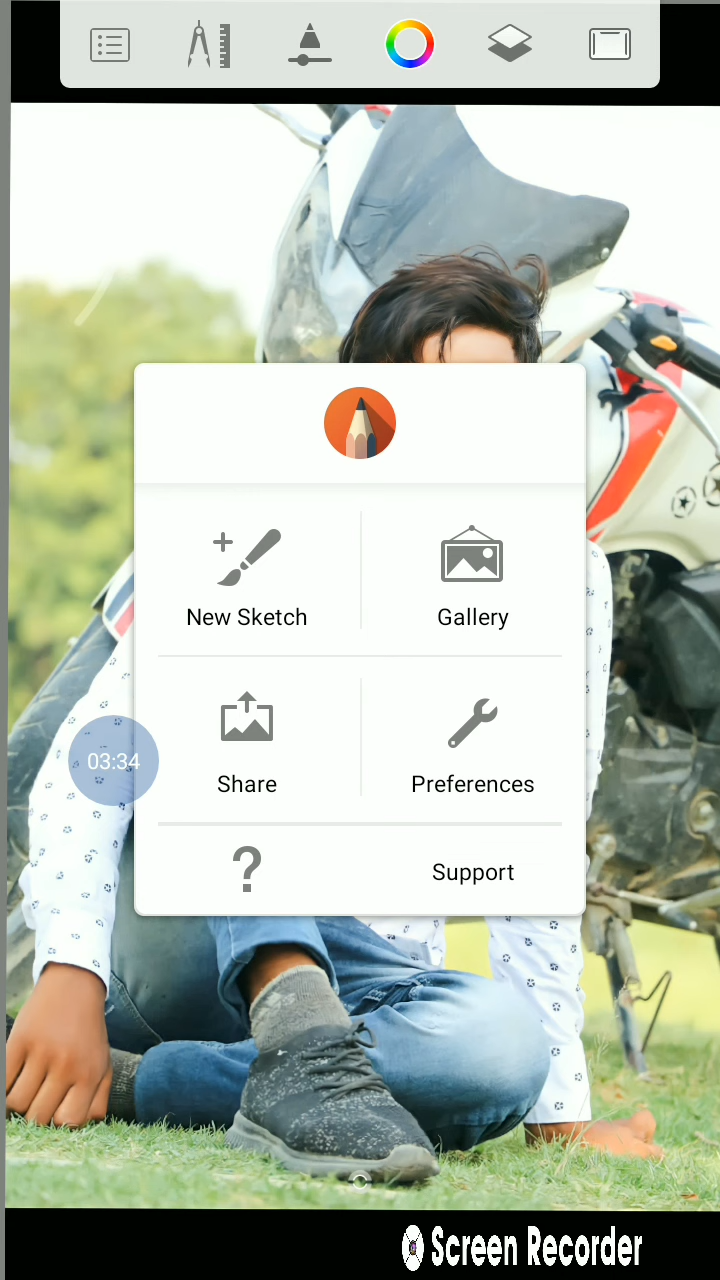 New Sketch
Gallery
Share
Preferences
03:34
?
Support
Screen Recorder